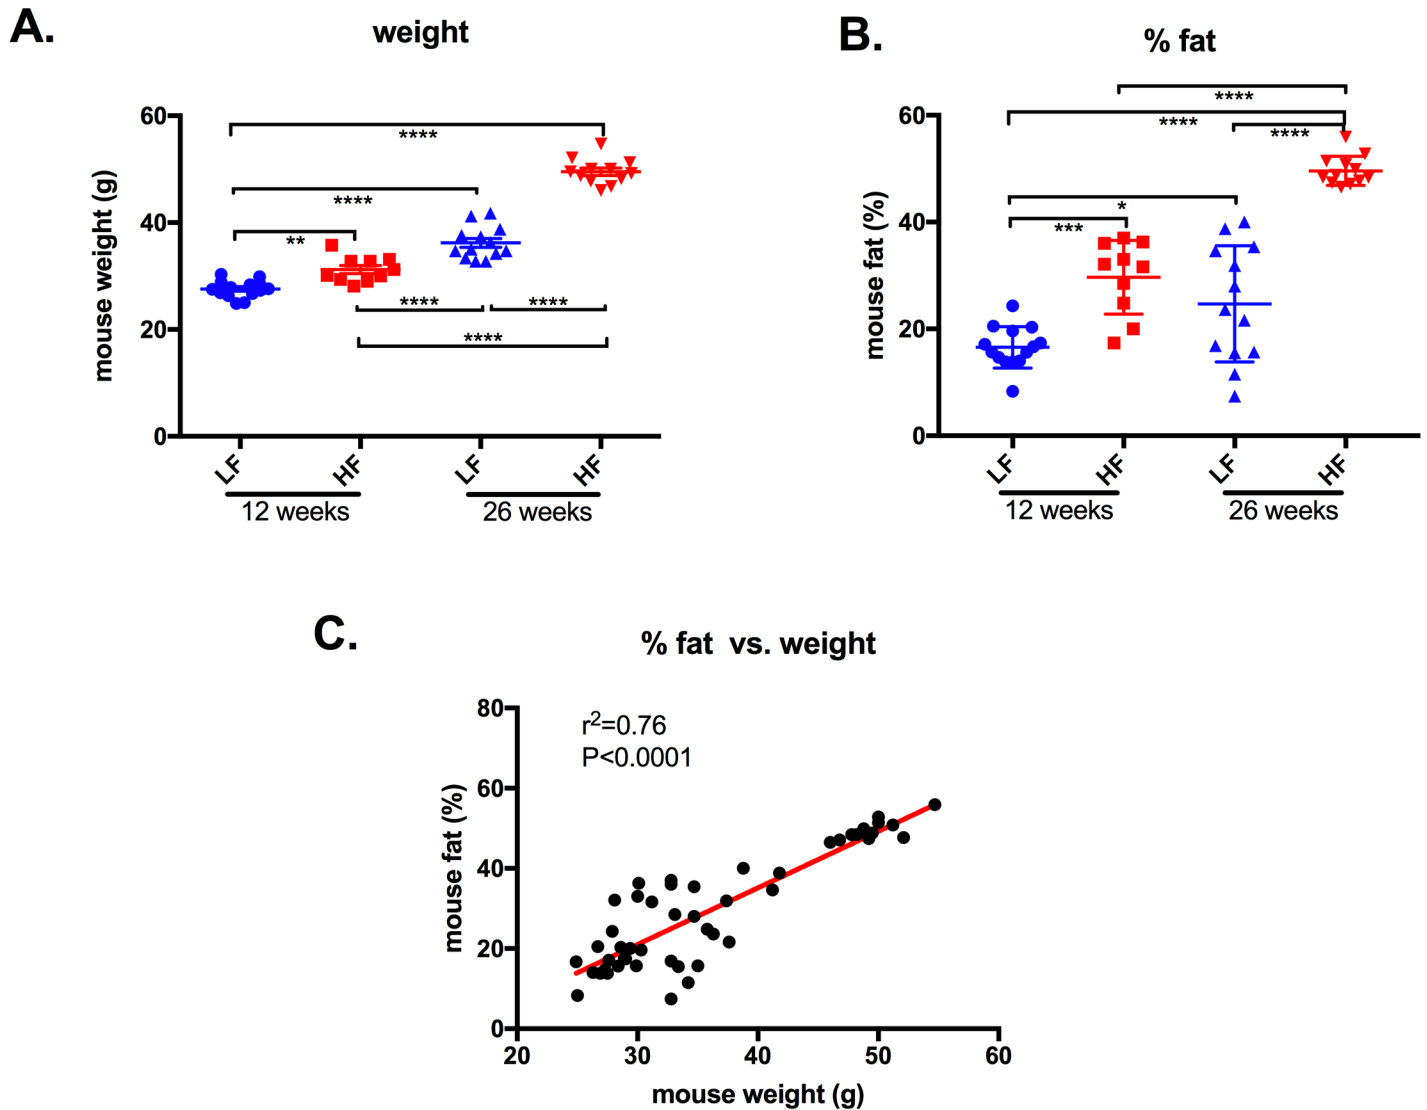 A.
weight
mouse weight (g)
60
40
20
0
****
****
**
****
****
****
LF
HF
LF
HF
12 weeks
26 weeks
B.
% fat
mouse fat (%)
60
40
20
0
****
****
****
*
***
LF
HF
LF
HF
12 weeks
26 weeks
C.
% fat vs. weight
r²=0.76
P<0.0001
mouse fat (%)
80
60
40
20
0
20
30
40
50
60
mouse weight (g)